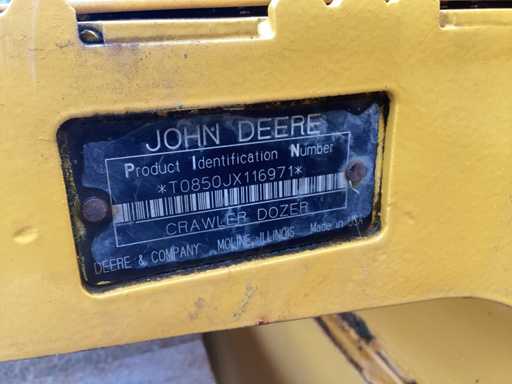 JOHN DEERE
Product Identification Number
*T0850JX116971*
CRAWLER DOZER
DEERE & COMPANY MOLINE, ILLINOIS Made in USA